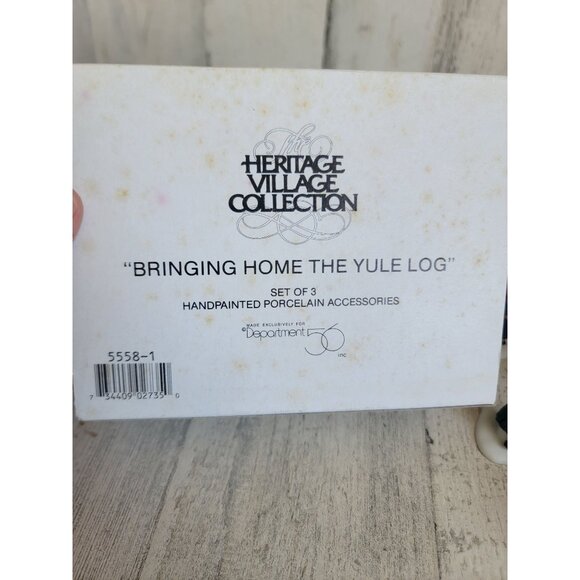 The
HERITAGE
VILLAGE
COLLECTION
"BRINGING HOME THE YULE LOG"
SET OF 3
HANDPAINTED PORCELAIN ACCESSORIES
MADE EXCLUSIVELY FOR
©Department 56 inc
5558-1
7 34409 02735 0